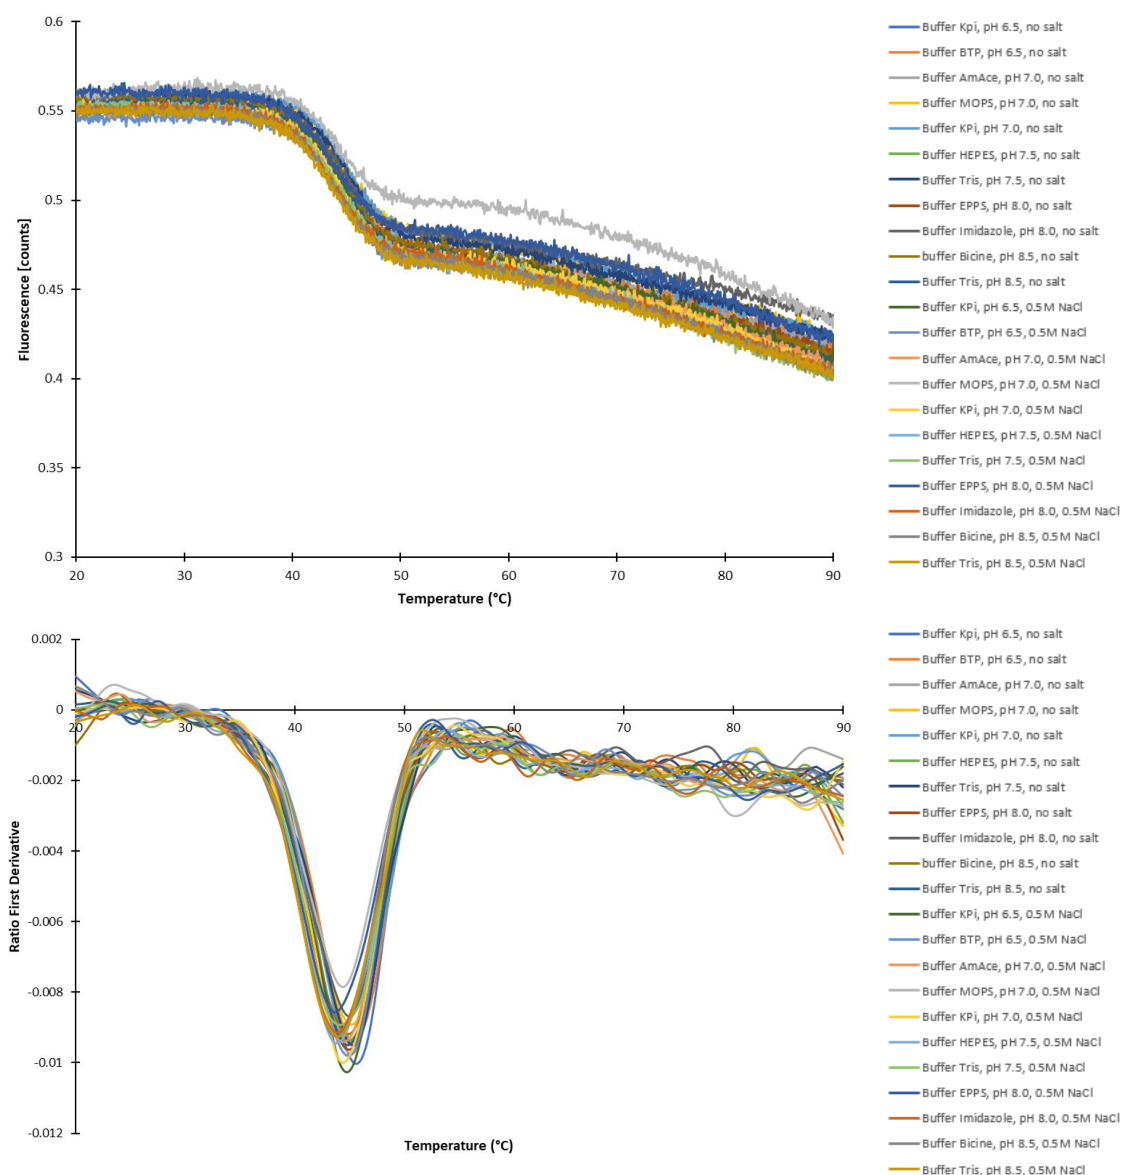 0.6
0.55
0.5
0.45
0.4
0.35
0.3
Fluorescence [counts]
20
30
40
50
60
70
80
90
Temperature (°C)
Buffer Kpi, pH 6.5, no salt
Buffer BTP, pH 6.5, no salt
Buffer AmAce, pH 7.0, no salt
Buffer MOPS, pH 7.0, no salt
Buffer KPi, pH 7.0, no salt
Buffer HEPES, pH 7.5, no salt
Buffer Tris, pH 7.5, no salt
Buffer EPPS, pH 8.0, no salt
Buffer Imidazole, pH 8.0, no salt
buffer Bicine, pH 8.5, no salt
Buffer Tris, pH 8.5, no salt
Buffer KPi, pH 6.5, 0.5M NaCl
Buffer BTP, pH 6.5, 0.5M NaCl
Buffer AmAce, pH 7.0, 0.5M NaCl
Buffer MOPS, pH 7.0, 0.5M NaCl
Buffer KPi, pH 7.0, 0.5M NaCl
Buffer HEPES, pH 7.5, 0.5M NaCl
Buffer Tris, pH 7.5, 0.5M NaCl
Buffer EPPS, pH 8.0, 0.5M NaCl
Buffer Imidazole, pH 8.0, 0.5M NaCl
Buffer Bicine, pH 8.5, 0.5M NaCl
Buffer Tris, pH 8.5, 0.5M NaCl
0.002
0
-0.002
-0.004
-0.006
-0.008
-0.01
-0.012
Ratio First Derivative
20
30
40
50
60
70
80
90
Temperature (°C)
Buffer Kpi, pH 6.5, no salt
Buffer BTP, pH 6.5, no salt
Buffer AmAce, pH 7.0, no salt
Buffer MOPS, pH 7.0, no salt
Buffer KPi, pH 7.0, no salt
Buffer HEPES, pH 7.5, no salt
Buffer Tris, pH 7.5, no salt
Buffer EPPS, pH 8.0, no salt
Buffer Imidazole, pH 8.0, no salt
buffer Bicine, pH 8.5, no salt
Buffer Tris, pH 8.5, no salt
Buffer KPi, pH 6.5, 0.5M NaCl
Buffer BTP, pH 6.5, 0.5M NaCl
Buffer AmAce, pH 7.0, 0.5M NaCl
Buffer MOPS, pH 7.0, 0.5M NaCl
Buffer KPi, pH 7.0, 0.5M NaCl
Buffer HEPES, pH 7.5, 0.5M NaCl
Buffer Tris, pH 7.5, 0.5M NaCl
Buffer EPPS, pH 8.0, 0.5M NaCl
Buffer Imidazole, pH 8.0, 0.5M NaCl
Buffer Bicine, pH 8.5, 0.5M NaCl
Buffer Tris, pH 8.5, 0.5M NaCl